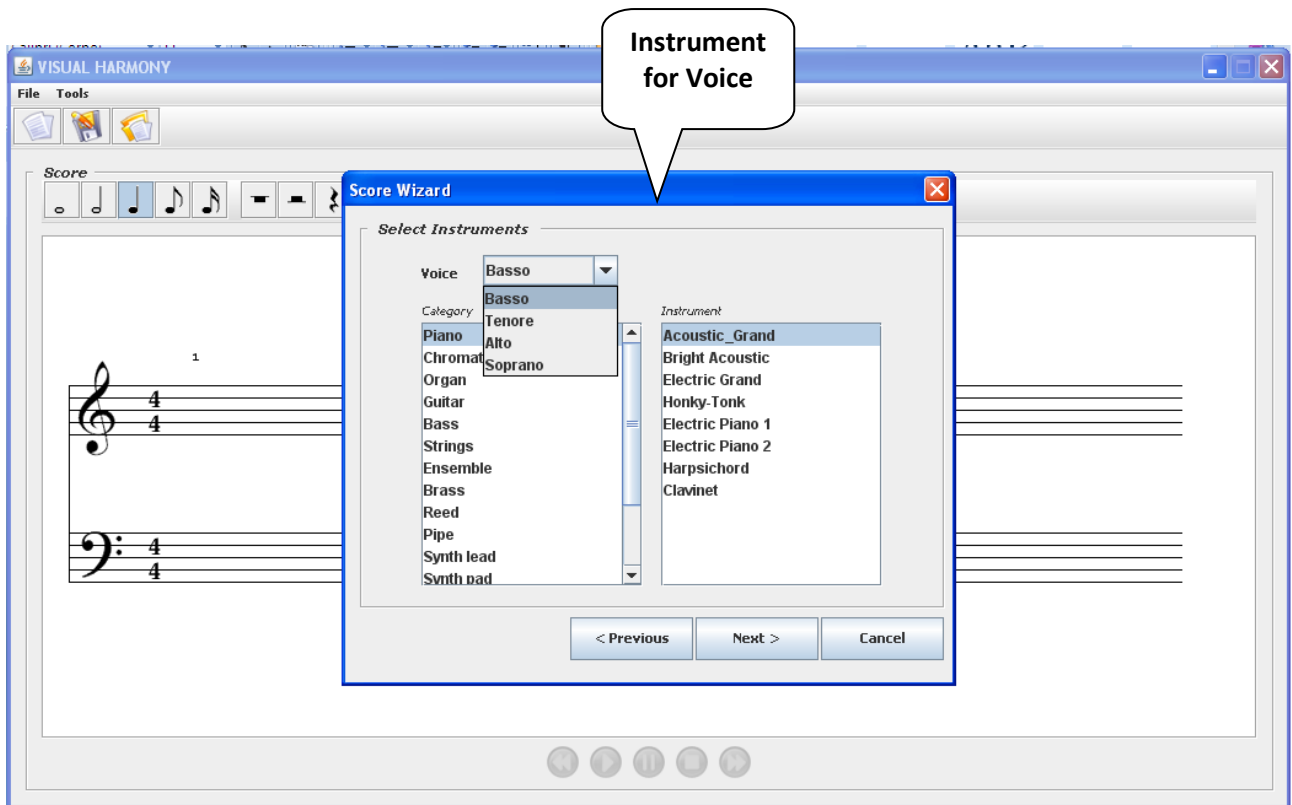 Instrument
for Voice
VISUAL HARMONY
File Tools
Score
Score Wizard
Select Instruments
Voice Basso
Basso
Tenore
Alto
Soprano
Category
Piano
Chromat
Organ
Guitar
Bass
Strings
Ensemble
Brass
Reed
Pipe
Synth lead
Synth pad
Instrument
Acoustic_Grand
Bright Acoustic
Electric Grand
Honky-Tonk
Electric Piano 1
Electric Piano 2
Harpsichord
Clavinet
1
4
4
4
4
< Previous Next > Cancel